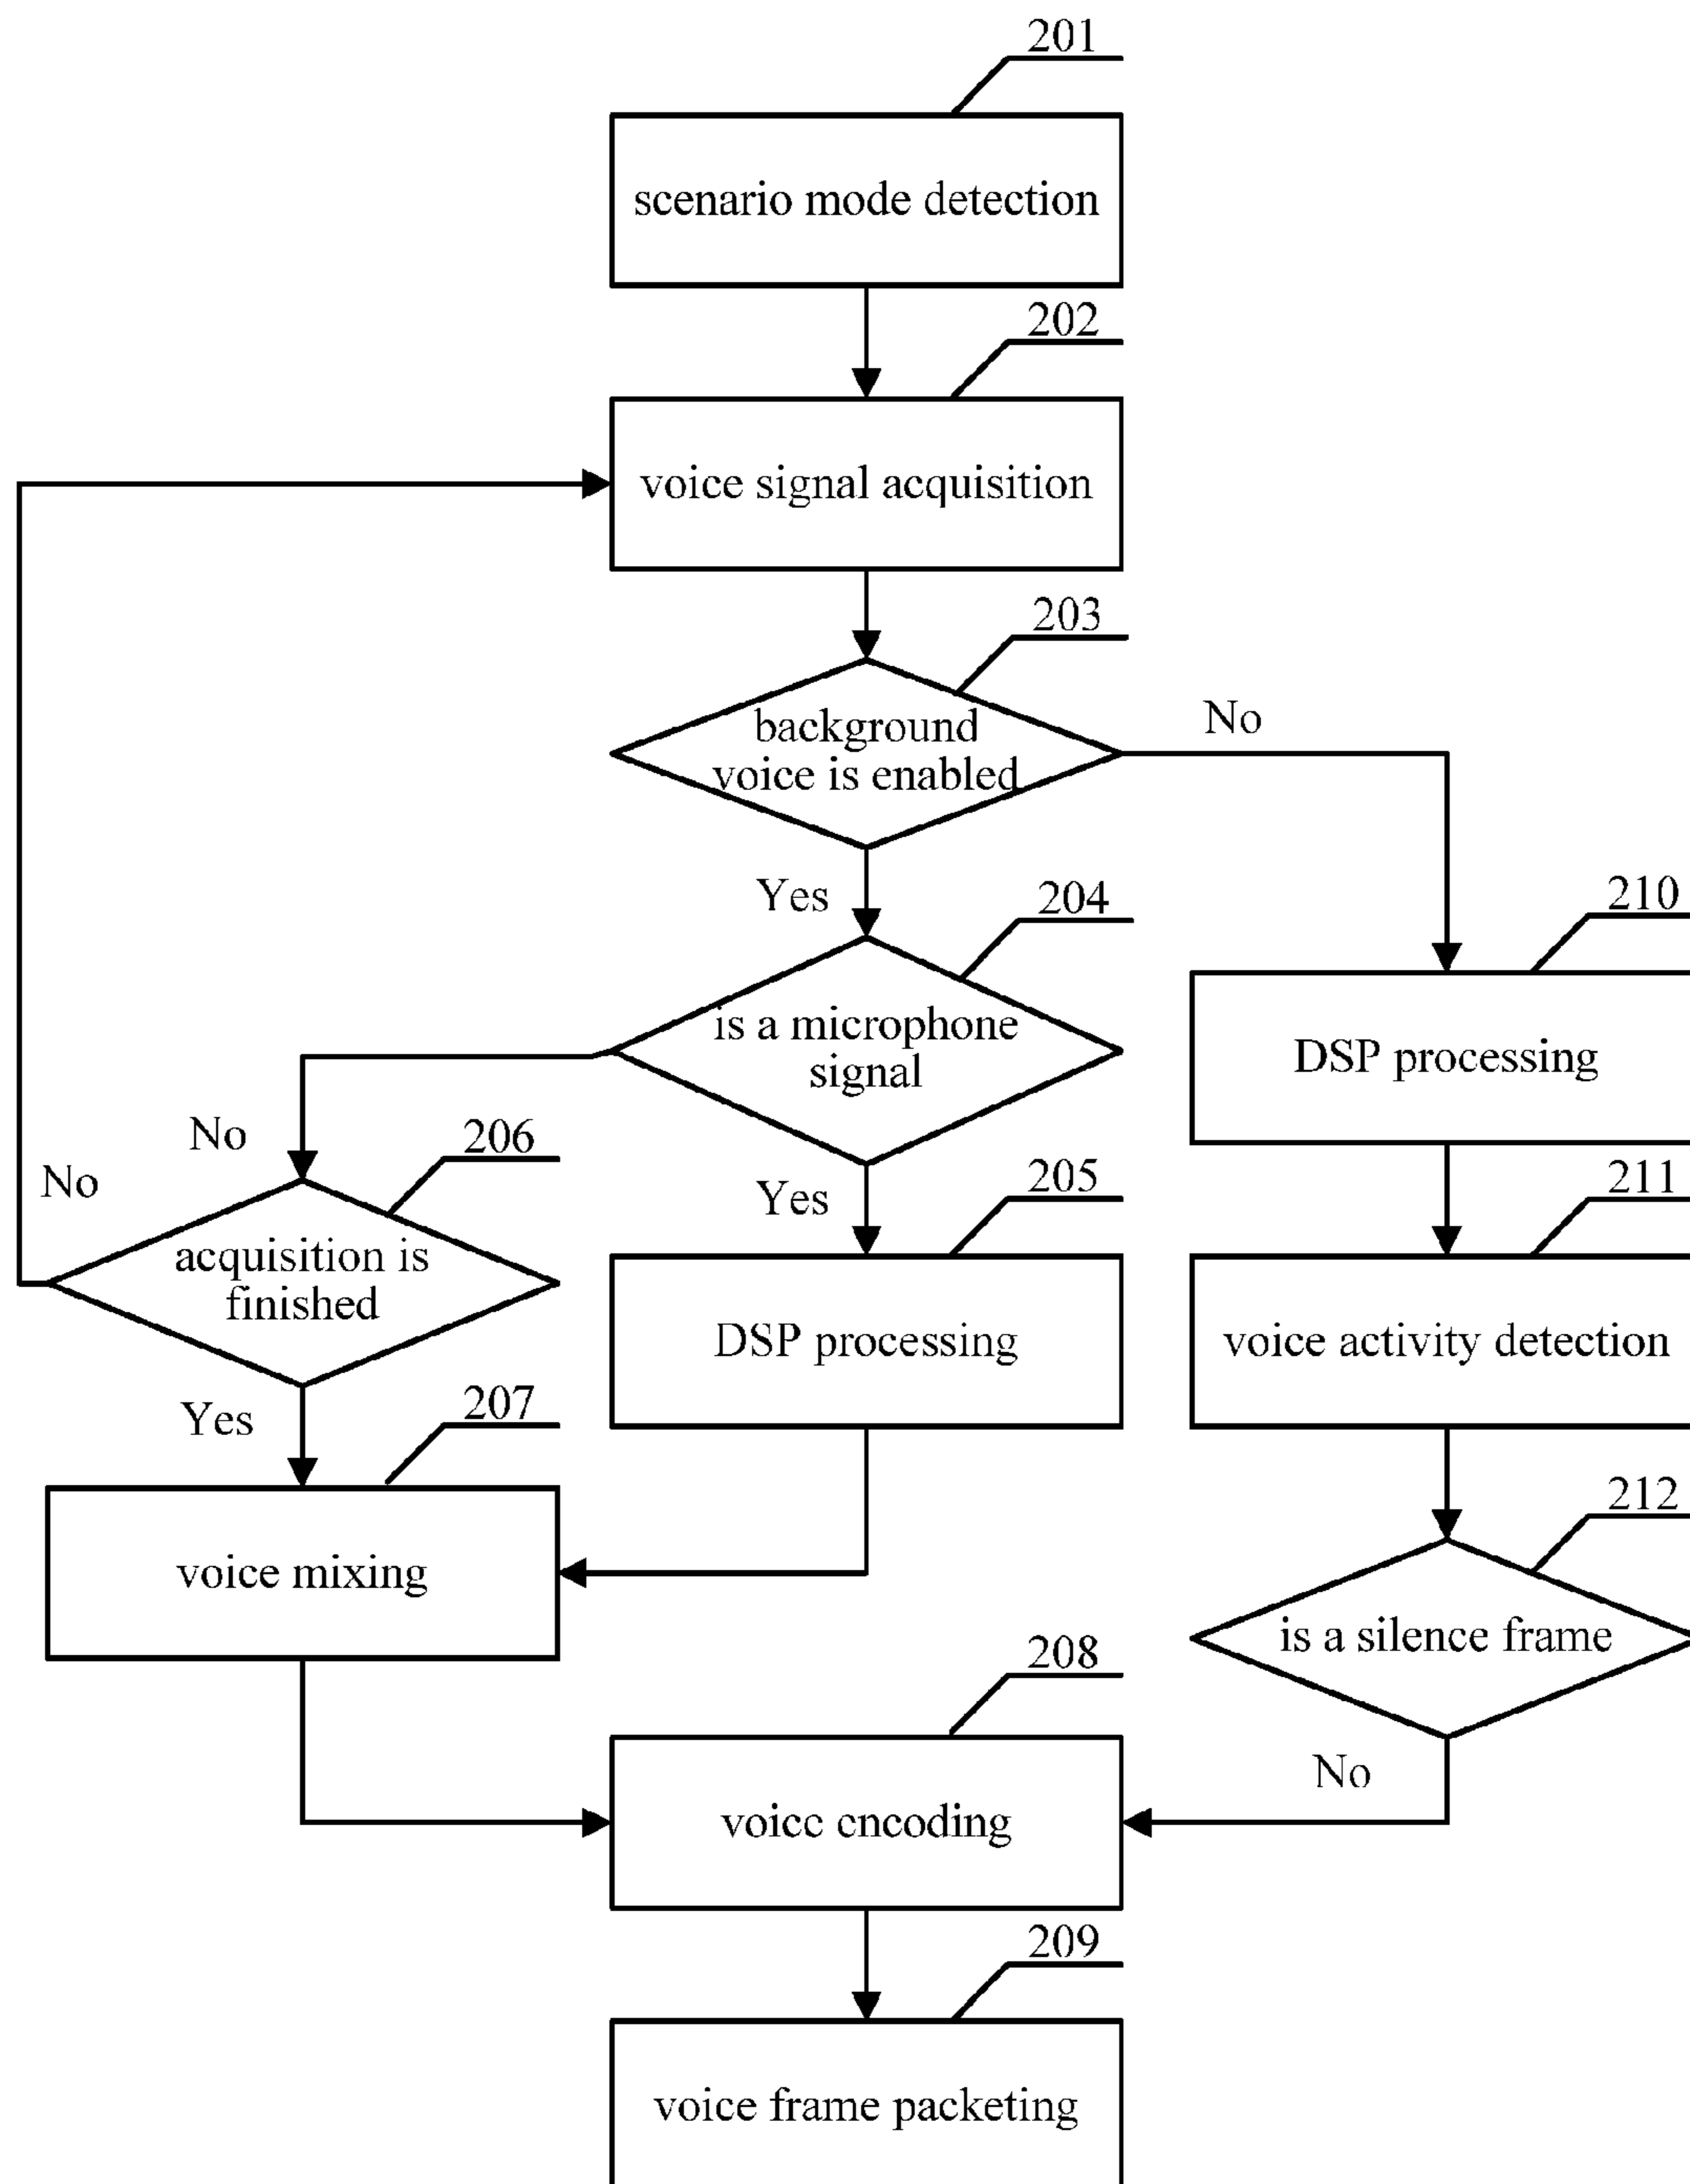 201
scenario mode detection
202
voice signal acquisition
203
background
voice is enabled
No
Yes
204
is a microphone
signal
210
DSP processing
No
206
No
acquisition is
finished
Yes
205
DSP processing
211
voice activity detection
Yes
207
voice mixing
212
is a silence frame
No
208
voice encoding
209
voice frame packeting